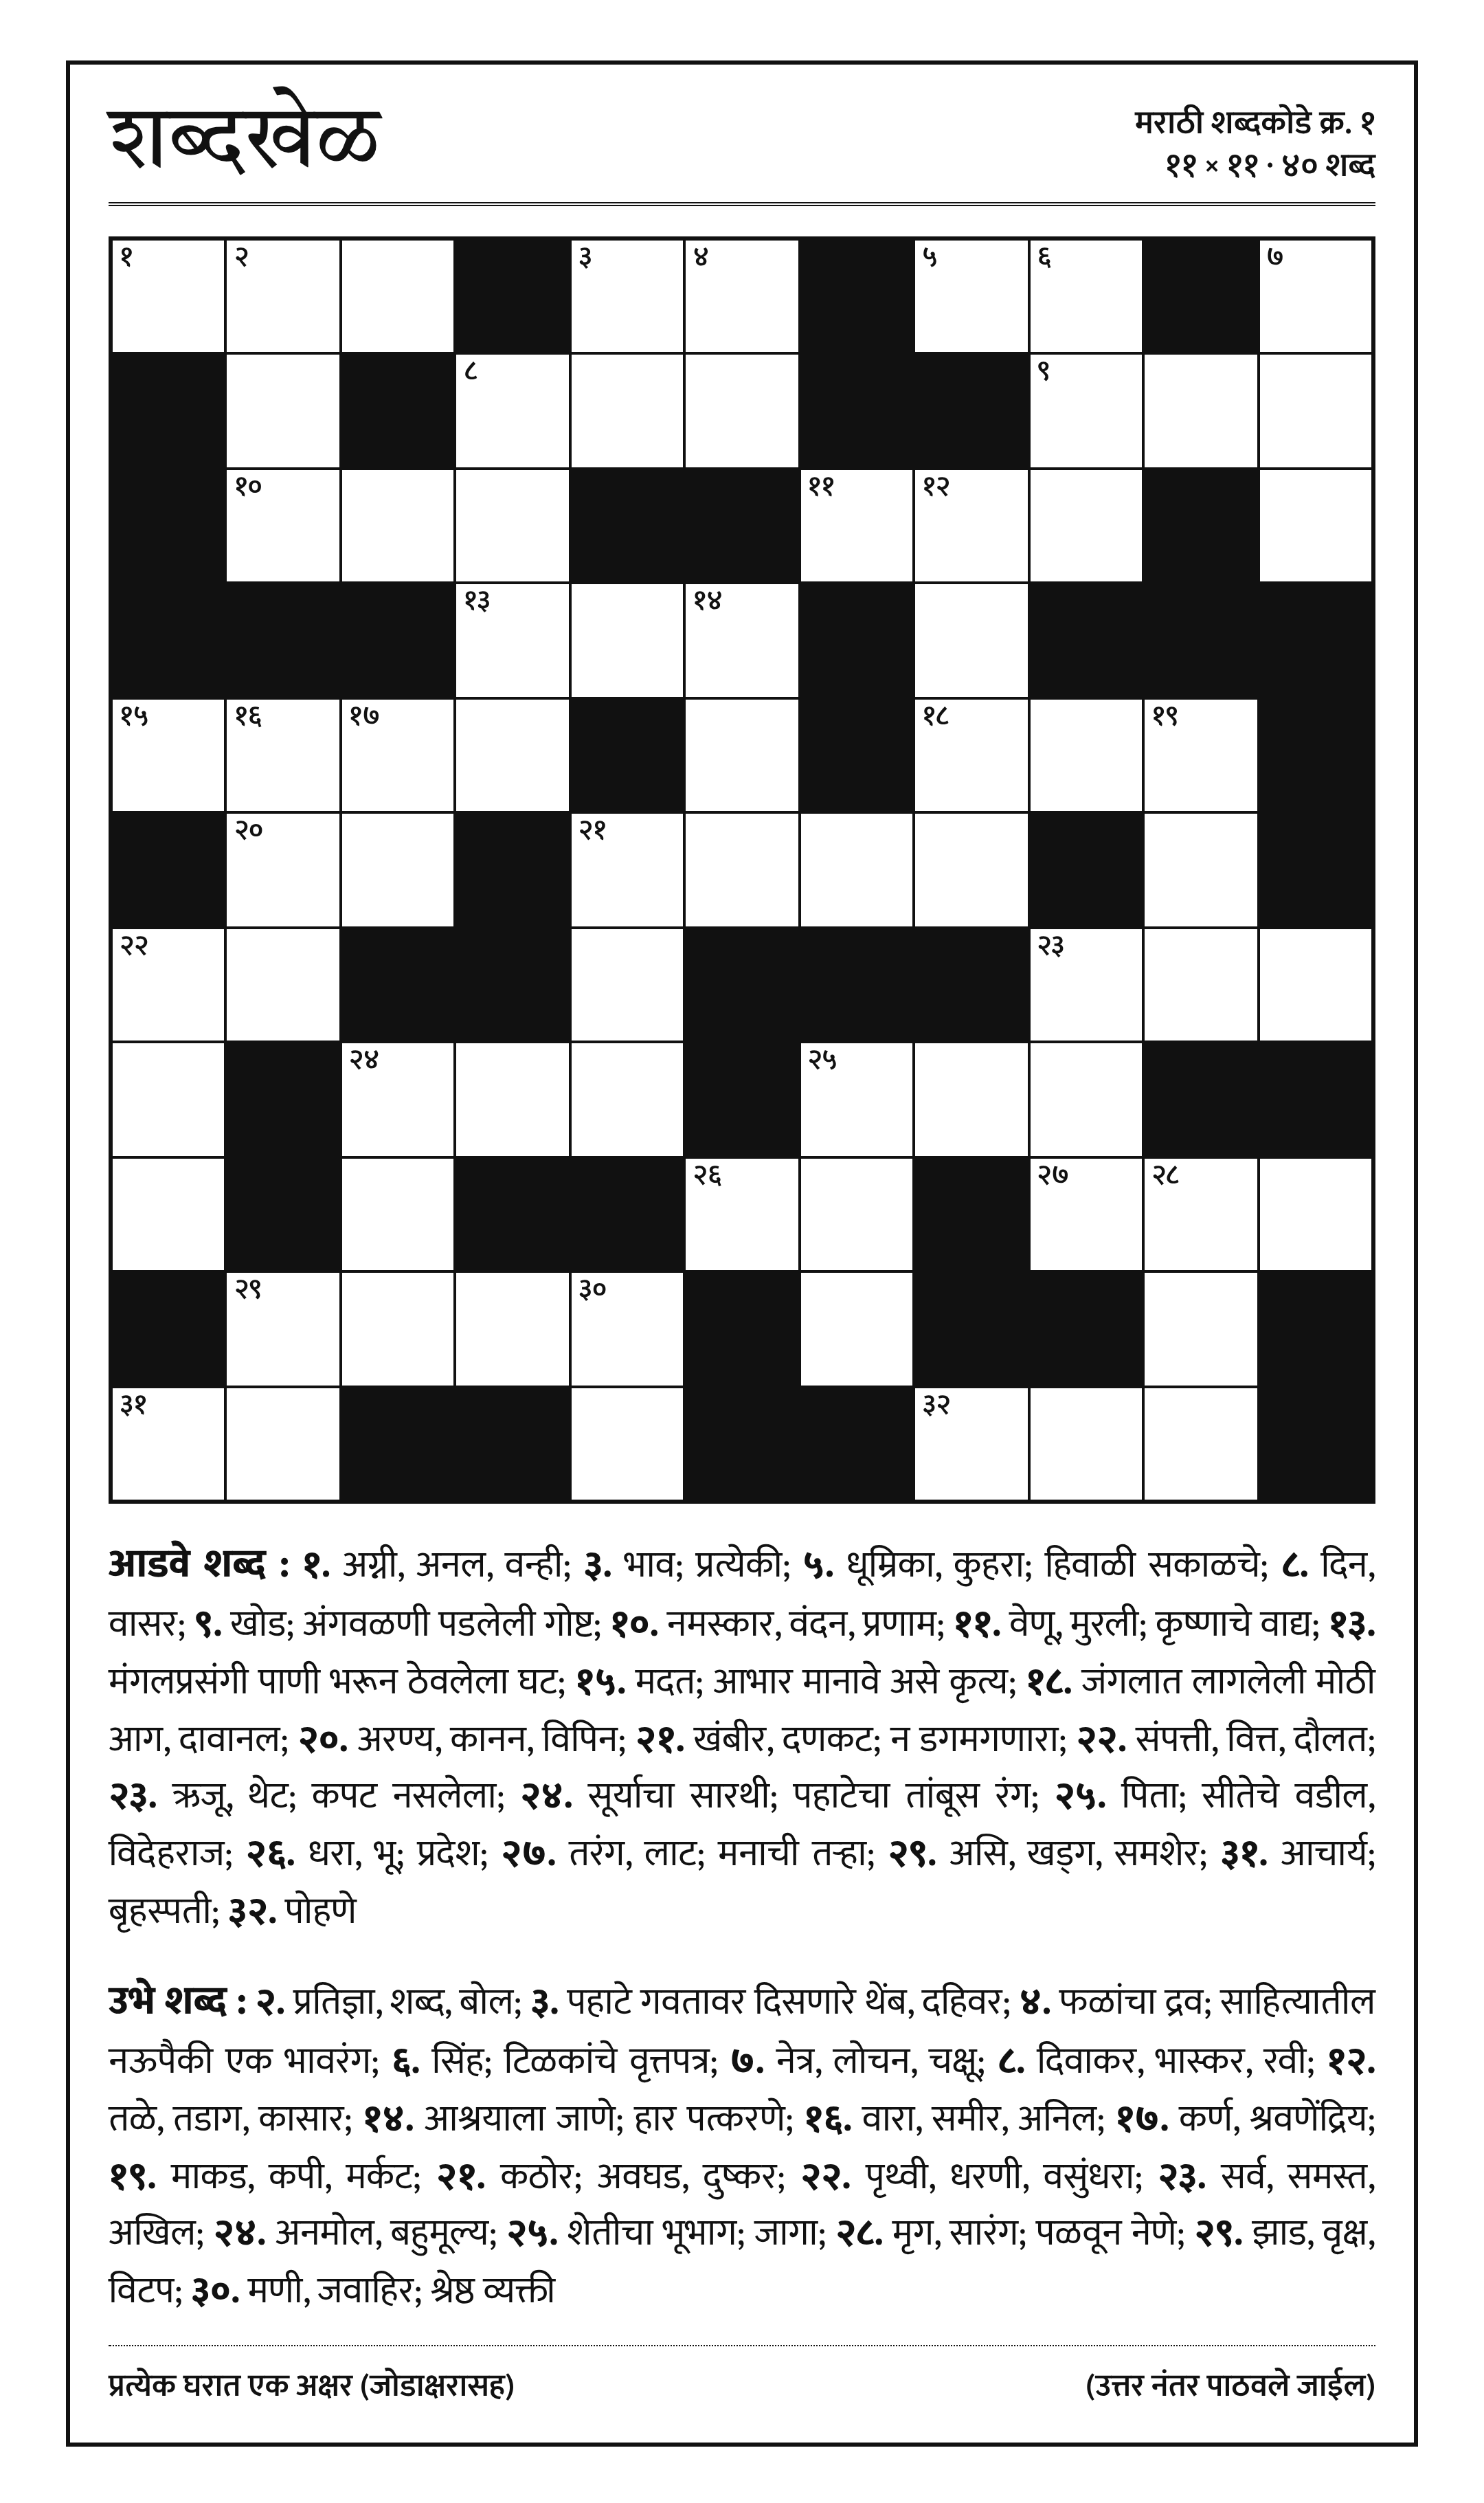 शब्दखेळ
मराठी शब्दकोडे क्र. १
११ × ११ · ४० शब्द
१ २ ३ ४ ५ ६ ७
८ ९
१० ११ १२
१३ १४
१५ १६ १७ १८ १९
२० २१
२२ २३
२४ २५
२६ २७ २८
२९ ३०
३१ ३२
आडवे शब्द : १. अग्नी, अनल, वन्ही; ३. भाव; प्रत्येकी; ५. धूम्रिका, कुहरा; हिवाळी सकाळचे; ८. दिन,
वासर; ९. खोड; अंगवळणी पडलेली गोष्ट; १०. नमस्कार, वंदन, प्रणाम; ११. वेणू, मुरली; कृष्णाचे वाद्य; १३.
मंगलप्रसंगी पाणी भरून ठेवलेला घट; १५. मदत; आभार मानावे असे कृत्य; १८. जंगलात लागलेली मोठी
आग, दावानल; २०. अरण्य, कानन, विपिन; २१. खंबीर, दणकट; न डगमगणारा; २२. संपत्ती, वित्त, दौलत;
२३. ऋजू, थेट; कपट नसलेला; २४. सूर्याचा सारथी; पहाटेचा तांबूस रंग; २५. पिता; सीतेचे वडील,
विदेहराज; २६. धरा, भू; प्रदेश; २७. तरंग, लाट; मनाची तऱ्हा; २९. असि, खड्ग, समशेर; ३१. आचार्य;
बृहस्पती; ३२. पोहणे
उभे शब्द : २. प्रतिज्ञा, शब्द, बोल; ३. पहाटे गवतावर दिसणारे थेंब, दहिवर; ४. फळांचा द्रव; साहित्यातील
नऊपैकी एक भावरंग; ६. सिंह; टिळकांचे वृत्तपत्र; ७. नेत्र, लोचन, चक्षू; ८. दिवाकर, भास्कर, रवी; १२.
तळे, तडाग, कासार; १४. आश्रयाला जाणे; हार पत्करणे; १६. वारा, समीर, अनिल; १७. कर्ण, श्रवणेंद्रिय;
१९. माकड, कपी, मर्कट; २१. कठोर; अवघड, दुष्कर; २२. पृथ्वी, धरणी, वसुंधरा; २३. सर्व, समस्त,
अखिल; २४. अनमोल, बहुमूल्य; २५. शेतीचा भूभाग; जागा; २८. मृग, सारंग; पळवून नेणे; २९. झाड, वृक्ष,
विटप; ३०. मणी, जवाहिर; श्रेष्ठ व्यक्ती
प्रत्येक घरात एक अक्षर (जोडाक्षरासह)
(उत्तर नंतर पाठवले जाईल)